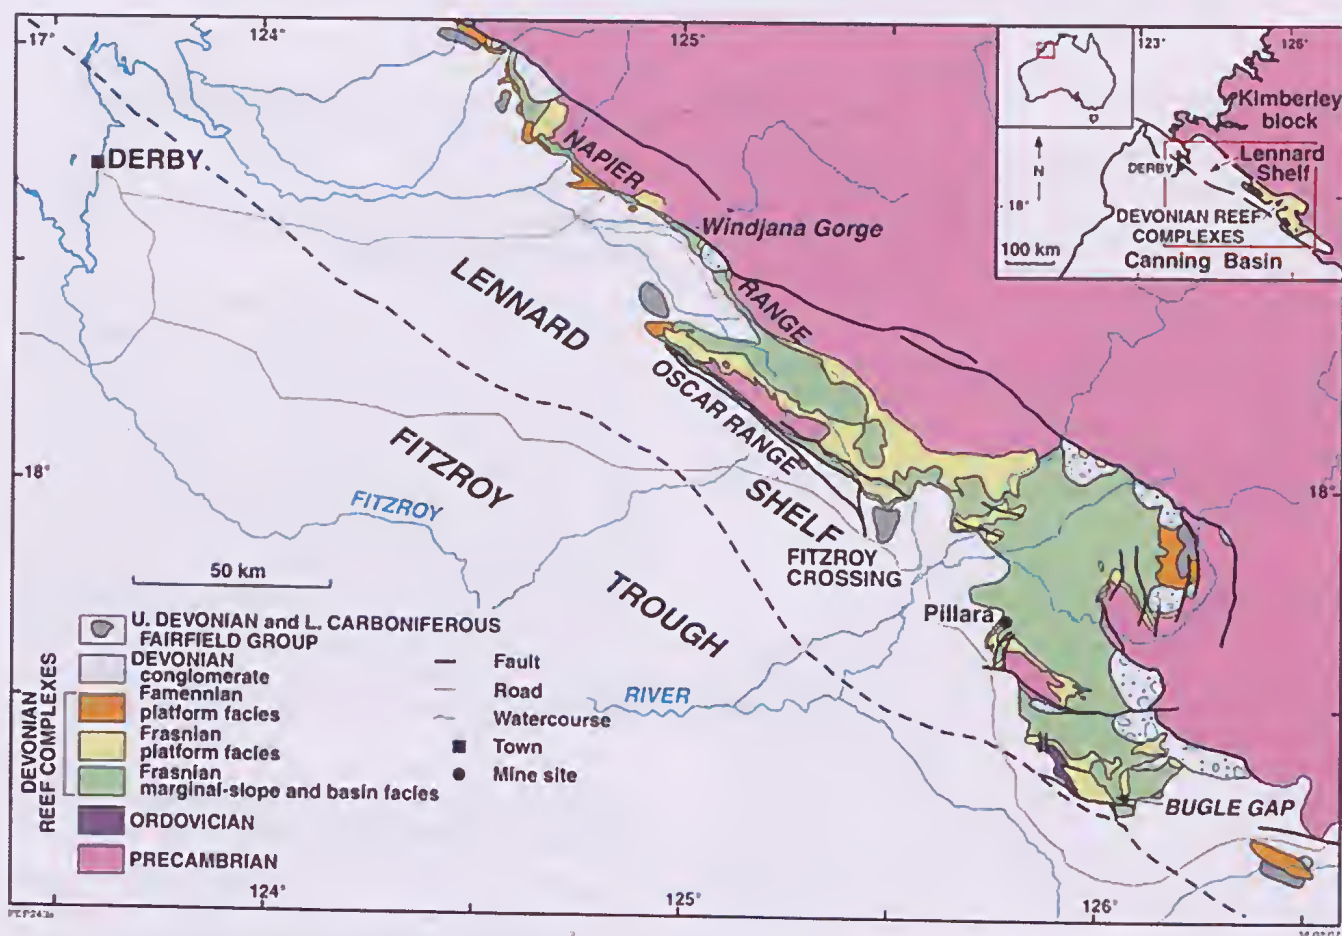 124°
125°
17°
DERBY
NAPIER
Windjana Gorge
RANGE
LENNARD
OSCAR RANGE
SHELF
FITZROY
TROUGH
18°
FITZROY
RIVER
FITZROY
CROSSING
Pillara
18°
BUGLE GAP
123°
Kimberley
block
N
DERBY
Lennard
Shelf
18°
DEVONIAN REEF
COMPLEXES
100 km
Canning Basin
50 km
U. DEVONIAN and L. CARBONIFEROUS
FAIRFIELD GROUP
DEVONIAN
conglomerate
DEVONIAN
REEF COMPLEXES
Famennian
platform facies
Frasnian
platform facies
Frasnian
marginal-slope and basin facies
ORDOVICIAN
PRECAMBRIAN
Fault
Road
Watercourse
Town
Mine site
124°
125°
126°